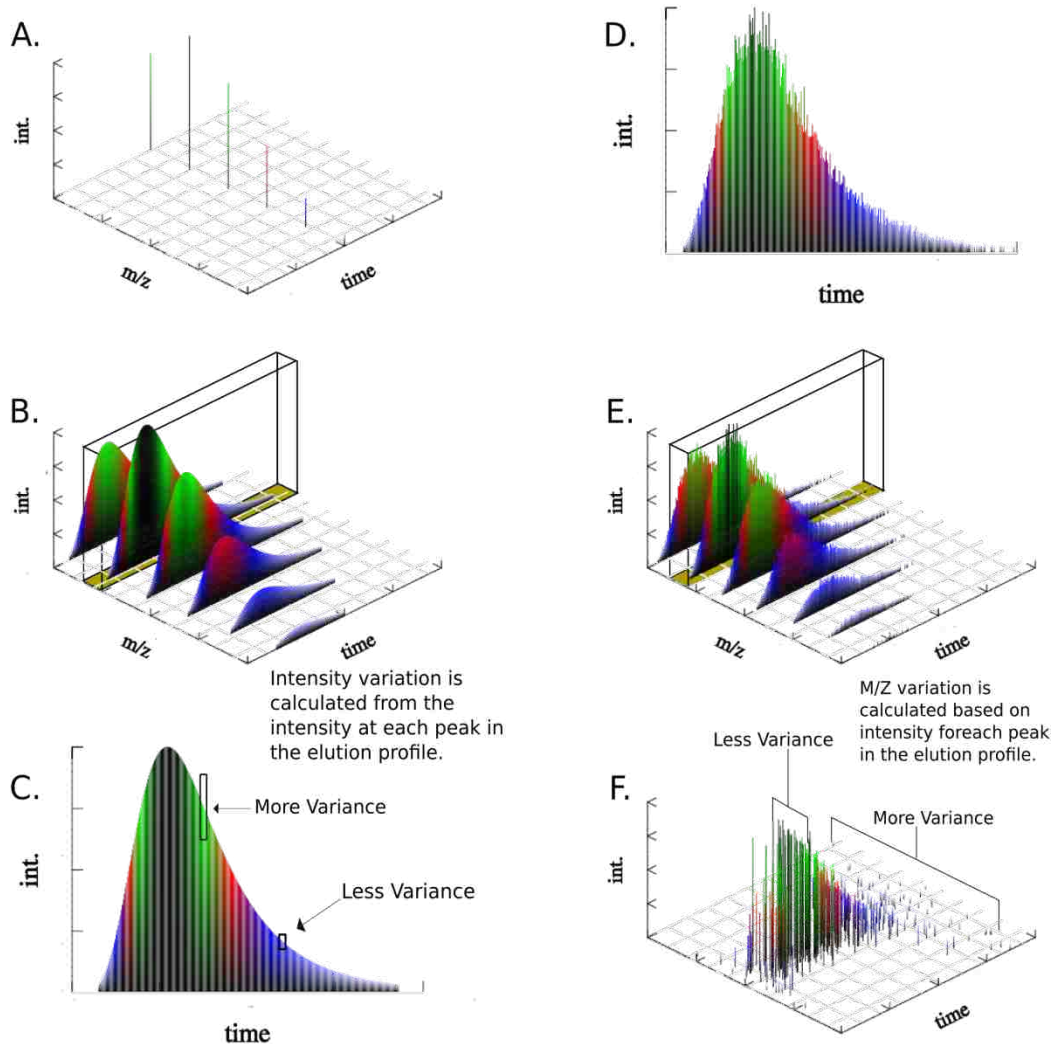 A.
int.
m/z
time
B.
int.
m/z
time
Intensity variation is
calculated from the
intensity at each peak in
the elution profile.
C.
int.
More Variance
Less Variance
time
D.
int.
time
E.
int.
m/z
time
M/Z variation is
calculated based on
intensity foreach peak
in the elution profile.
Less Variance
F.
More Variance
int.
time